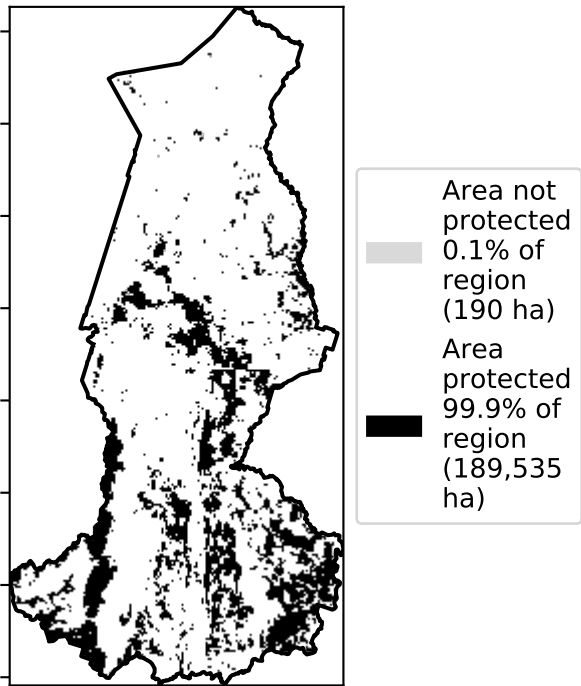 Area not
protected
0.1% of
region
(190 ha)
Area
protected
99.9% of
region
(189,535
ha)